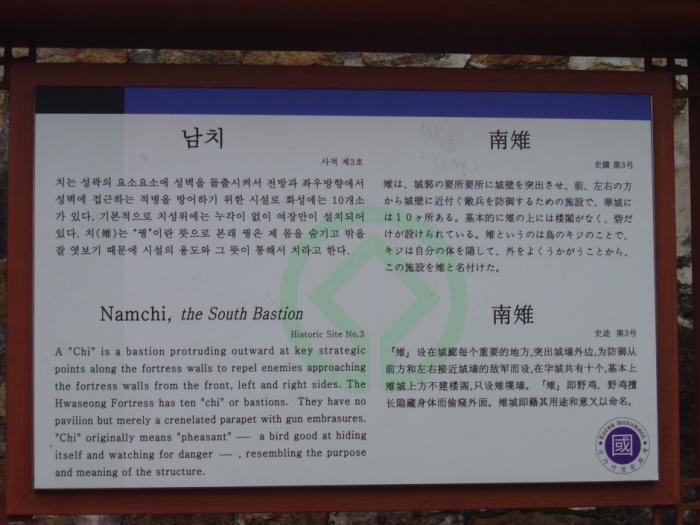 남치
사적 제3호
치는 성곽의 요소요소에 성벽을 돌출시켜서 전방과 좌우방향에서
성벽에 접근하는 적병을 방어하기 위한 시설로 화성에는 10개소
가 있다. 기본적으로 치성위에는 누각이 없이 여장만이 설치되어
있다. 치(雉)는 "꿩"이란 뜻으로 본래 꿩은 제 몸을 숨기고 밖을
잘 엿보기 때문에 시설의 용도와 그 뜻이 통해서 치라고 한다.
南雉
史蹟 第3号
雉は、城郭の要所要所に城壁を突出させ、前、左右の方
から城壁に近付く敵兵を防御するための施設で、華城に
は１０ヶ所ある。基本的に雉の上には楼閣がなく、砦だ
けが設けられている。雉というのは鳥のキジのことで、
キジは自分の体を隠して、外をよくうかがうことから、
この施設を雉と名付けた。
Namchi, the South Bastion
Historic Site No.3
A "Chi" is a bastion protruding outward at key strategic
points along the fortress walls to repel enemies approaching
the fortress walls from the front, left and right sides. The
Hwaseong Fortress has ten "chi" or bastions. They have no
pavilion but merely a crenelated parapet with gun embrasures.
"Chi" originally means "pheasant" — a bird good at hiding
itself and watching for danger — , resembling the purpose
and meaning of the structure.
南雉
史迹 第3号
「雉」设在城廊每个重要的地方,突出城墙外边,为防御从
前方和左右接近城墙的敌军而设,在华城共有十个,基本上
雉城上方不建楼阁,只设雉堞墙。「雉」即野鸡, 野鸡擅
长隐藏身体而偷窥外面。雉城即籍其用途和意义以命名。
Korean monument
國